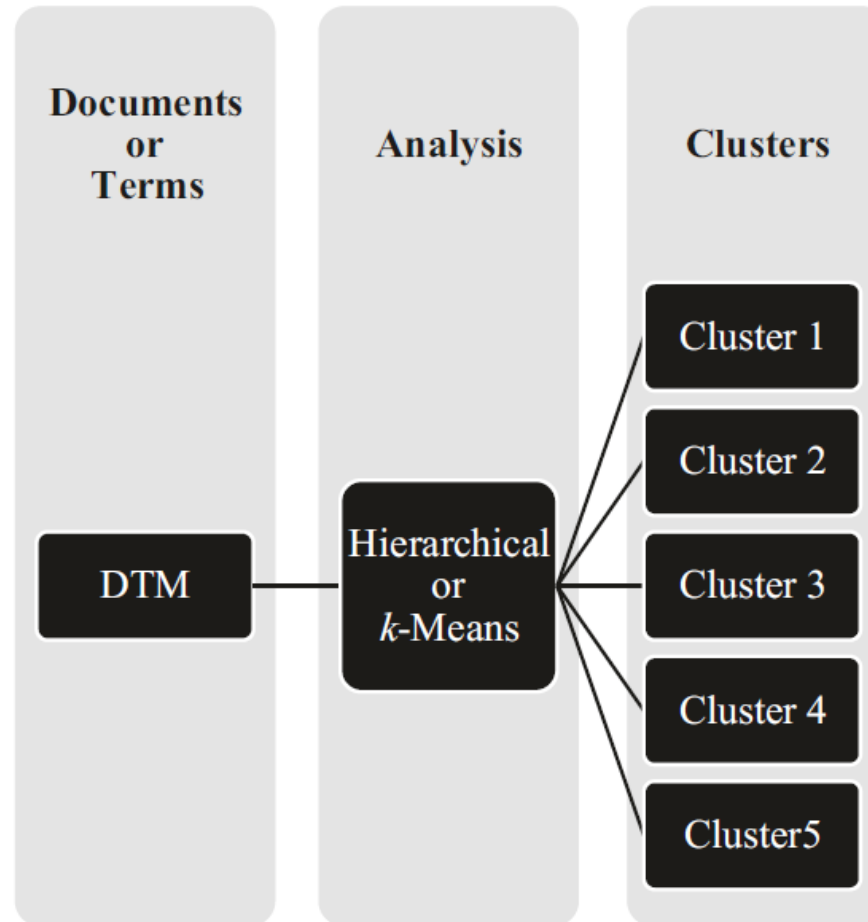 Documents
or
Terms
Analysis
Clusters
DTM
Hierarchical
or
k-Means
Cluster 1
Cluster 2
Cluster 3
Cluster 4
Cluster5